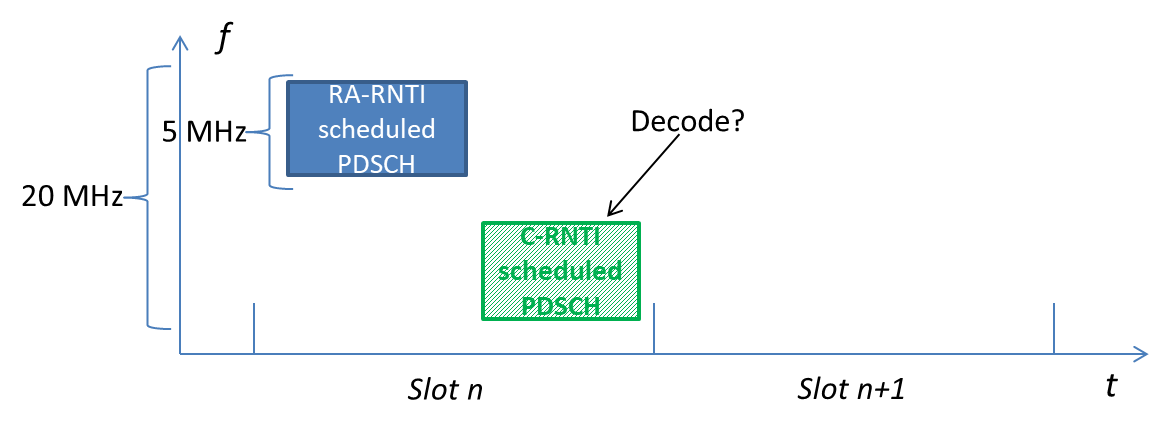 f
RA-RNTI
scheduled
PDSCH
5 MHz
20 MHz
Decode?
C-RNTI
scheduled
PDSCH
Slot n
Slot n+1
t